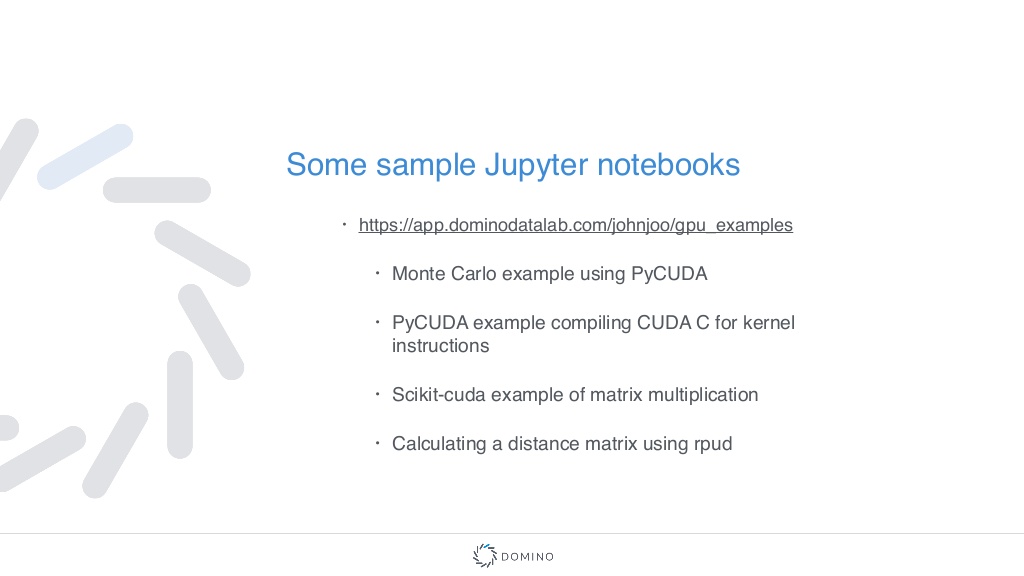 Some sample Jupyter notebooks
• https://app.dominodatalab.com/johnjoo/gpu_examples
• Monte Carlo example using PyCUDA
• PyCUDA example compiling CUDA C for kernel
instructions
• Scikit-cuda example of matrix multiplication
• Calculating a distance matrix using rpud
DOMINO